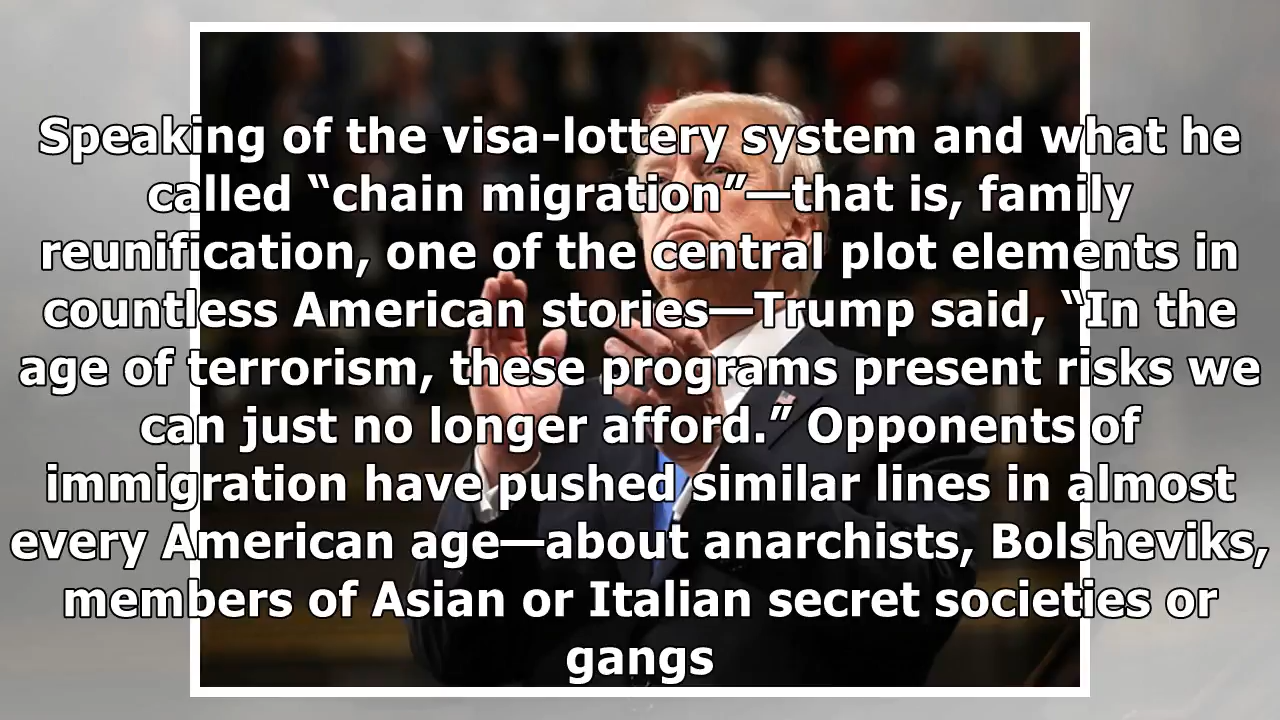 Speaking of the visa-lottery system and what he
called “chain migration”—that is, family
reunification, one of the central plot elements in
countless American stories—Trump said, “In the
age of terrorism, these programs present risks we
can just no longer afford.” Opponents of
immigration have pushed similar lines in almost
every American age—about anarchists, Bolsheviks,
members of Asian or Italian secret societies or
gangs